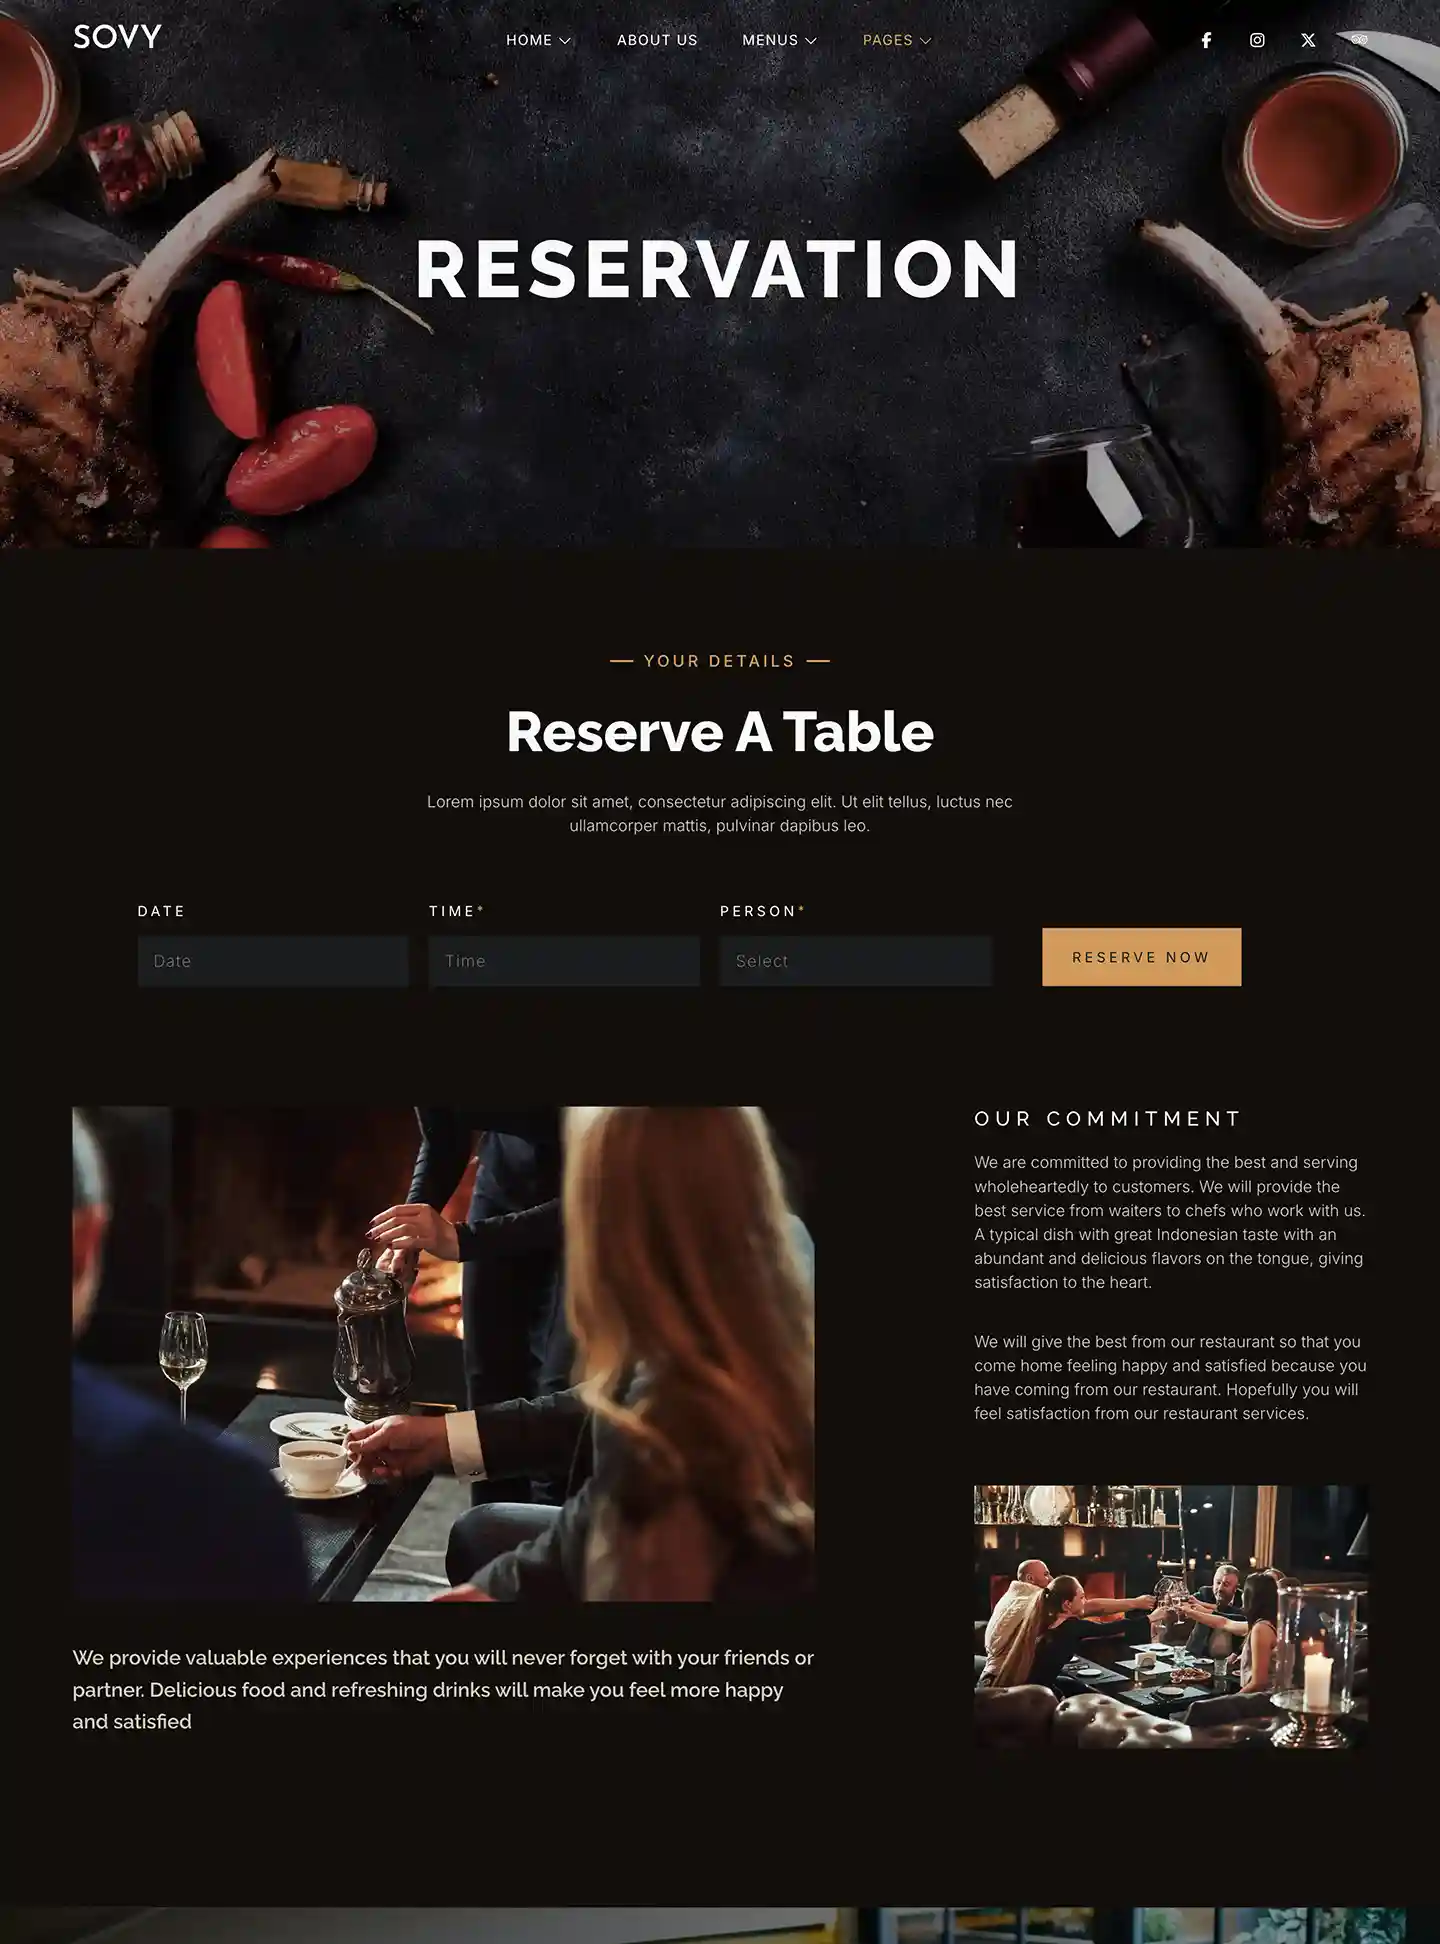 SOVY
HOME
ABOUT US
MENUS
PAGES
RESERVATION
YOUR DETAILS
Reserve A Table
Lorem ipsum dolor sit amet, consectetur adipiscing elit. Ut elit tellus, luctus nec
ullamcorper mattis, pulvinar dapibus leo.
DATE
TIME*
PERSON*
Date
Time
Select
RESERVE NOW
OUR COMMITMENT
We are committed to providing the best and serving
wholeheartedly to customers. We will provide the
best service from waiters to chefs who work with us.
A typical dish with great Indonesian taste with an
abundant and delicious flavors on the tongue, giving
satisfaction to the heart.
We will give the best from our restaurant so that you
come home feeling happy and satisfied because you
have coming from our restaurant. Hopefully you will
feel satisfaction from our restaurant services.
We provide valuable experiences that you will never forget with your friends or
partner. Delicious food and refreshing drinks will make you feel more happy
and satisfied